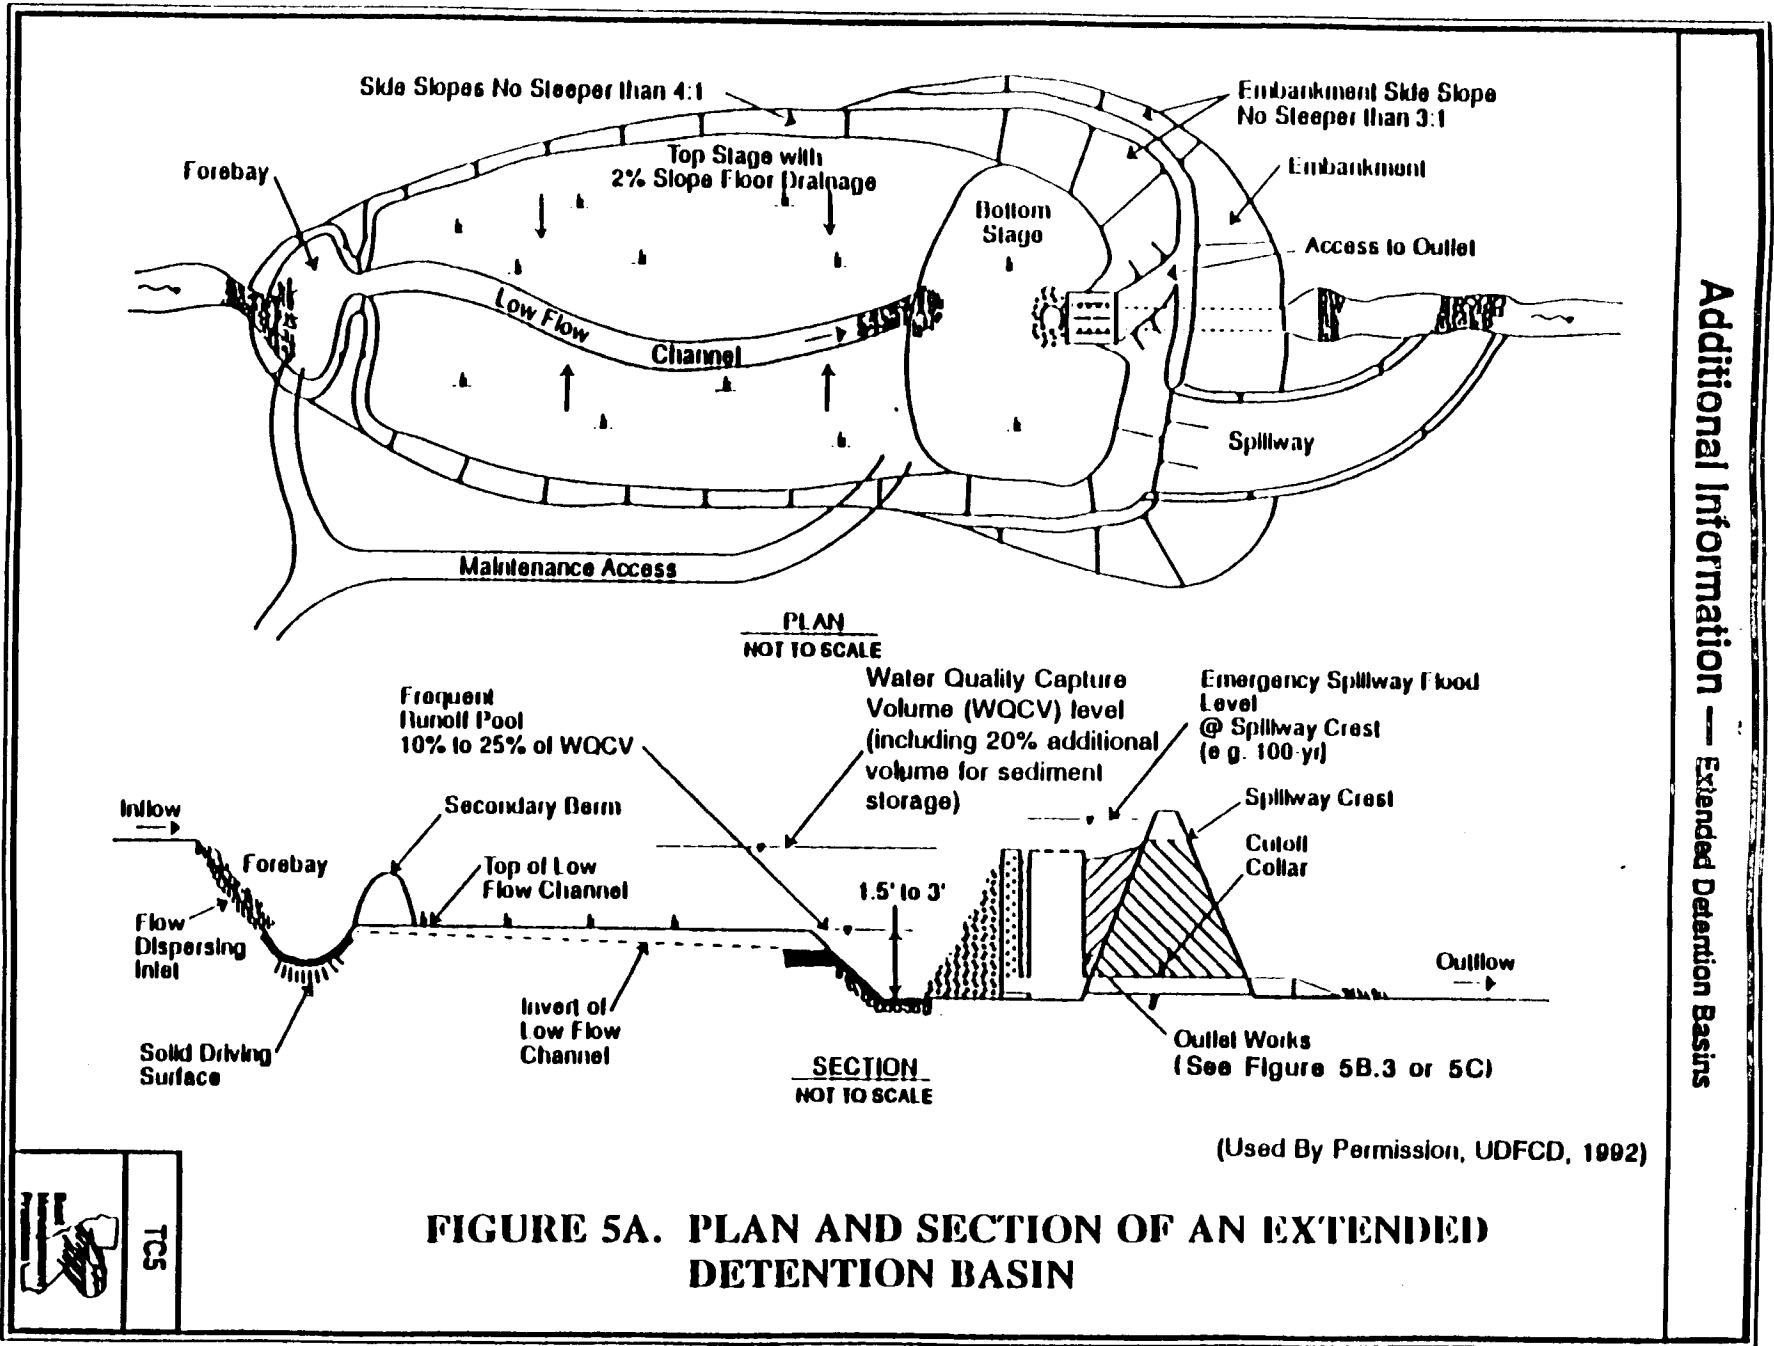 Side Slopes No Steeper than 4:1
Embankment Side Slope
No Steeper than 3:1
Forebay
Top Stage with
2% Slope Floor Drainage
Embankment
Bottom
Stage
Access to Outlet
Low Flow
Channel
Spillway
Maintenance Access
PLAN
NOT TO SCALE
Frequent
Runoff Pool
10% to 25% of WQCV
Water Quality Capture
Volume (WQCV) level
(including 20% additional
volume for sediment
storage)
Emergency Spillway Flood
Level
@ Spillway Crest
(e g. 100-yr)
Inflow
Secondary Berm
Spillway Crest
Forebay
Top of Low
Flow Channel
1.5' to 3'
Cutoff
Collar
Flow
Dispersing
Inlet
Outflow
Invert of
Low Flow
Channel
Solid Driving
Surface
Outlet Works
(See Figure 5B.3 or 5C)
SECTION
NOT TO SCALE
(Used By Permission, UDFCD, 1992)
FIGURE 5A. PLAN AND SECTION OF AN EXTENDED
DETENTION BASIN
Additional Information — Extended Detention Basins
TC5
Best
Management
Practices